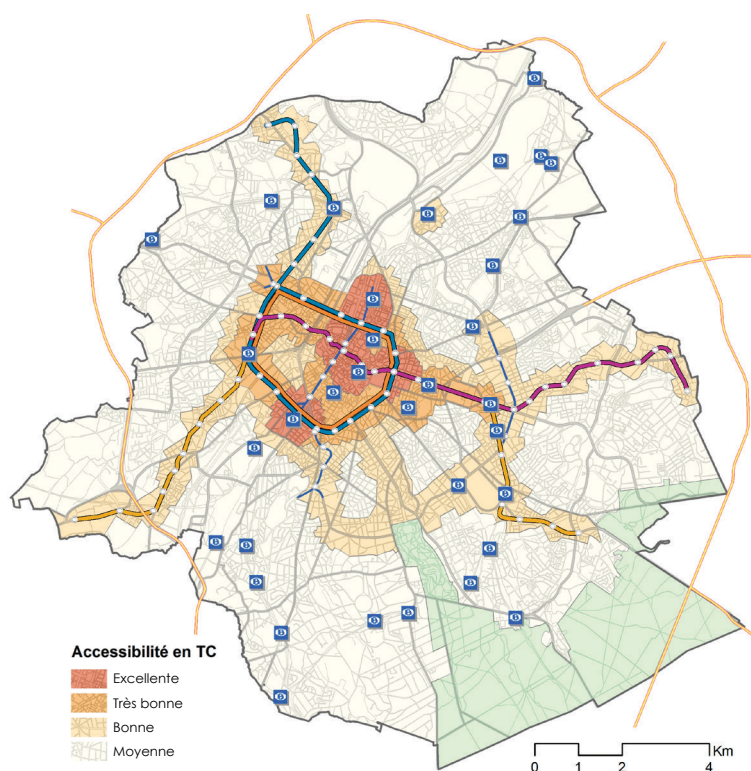 Accessibilité en TC
Excellente
Très bonne
Bonne
Moyenne
0 1 2 4 Km